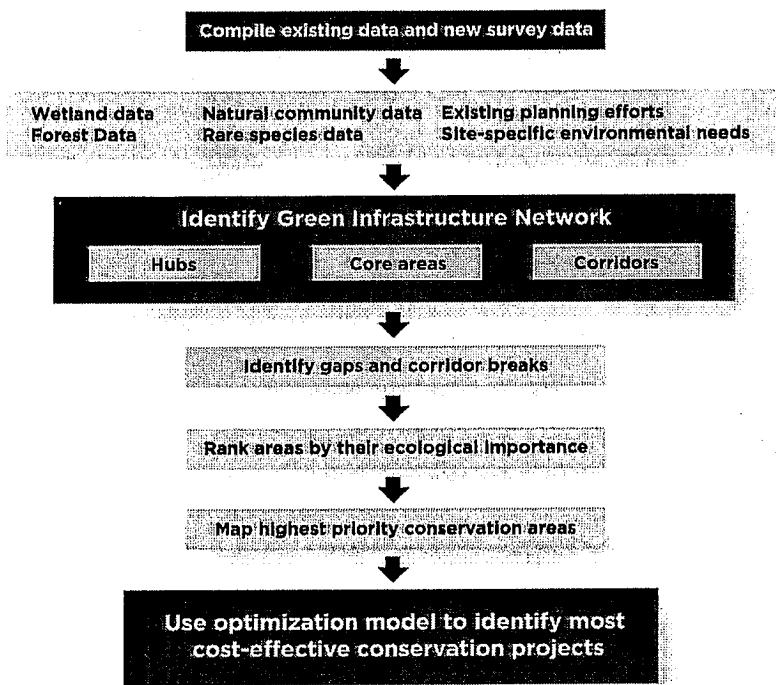 Compile existing data and new survey data
Wetland data Natural community data Existing planning efforts
Forest Data Rare species data Site-specific environmental needs
Identify Green Infrastructure Network
Hubs Core areas Corridors
Identify gaps and corridor breaks
Rank areas by their ecological importance
Map highest priority conservation areas
Use optimization model to identify most
cost-effective conservation projects